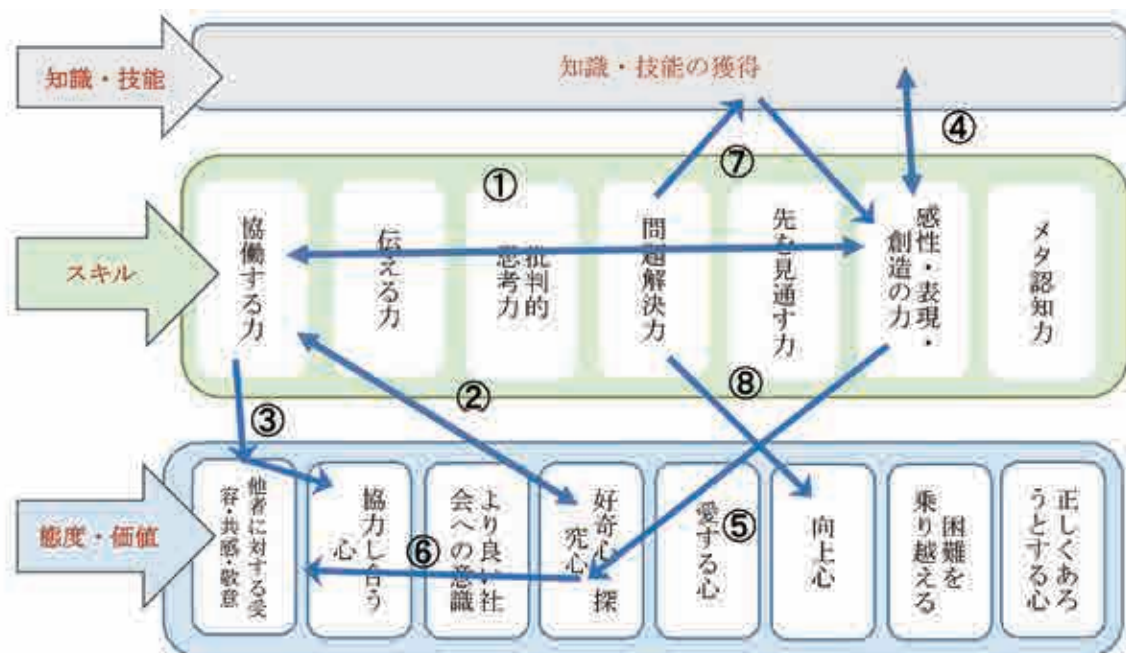 知識・技能
知識・技能の獲得
④
⑦
①
スキル
協働する力
伝える力
批判的
思考力
問題解決力
先を見通す力
感性・表現・
創造の力
メタ認知力
②
⑧
③
態度・価値
他者に対する受
容・共感・敬意
協力し合う
心
より良い社
会への意識
好奇心 探
究心
愛する心
向上心
困難を
乗り越える
正しくあろ
うとする心
⑤
⑥